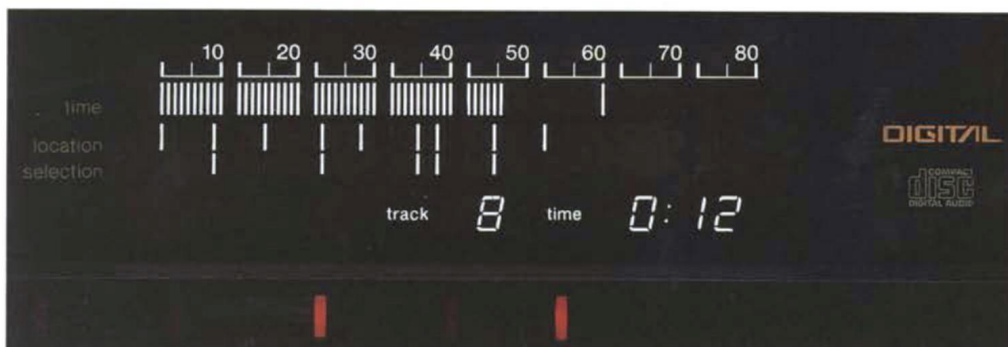 10 20 30 40 50 60 70 80
time
location
selection
DIGITAL
COMPACT
disc
DIGITAL AUDIO
track 8 time 0:12